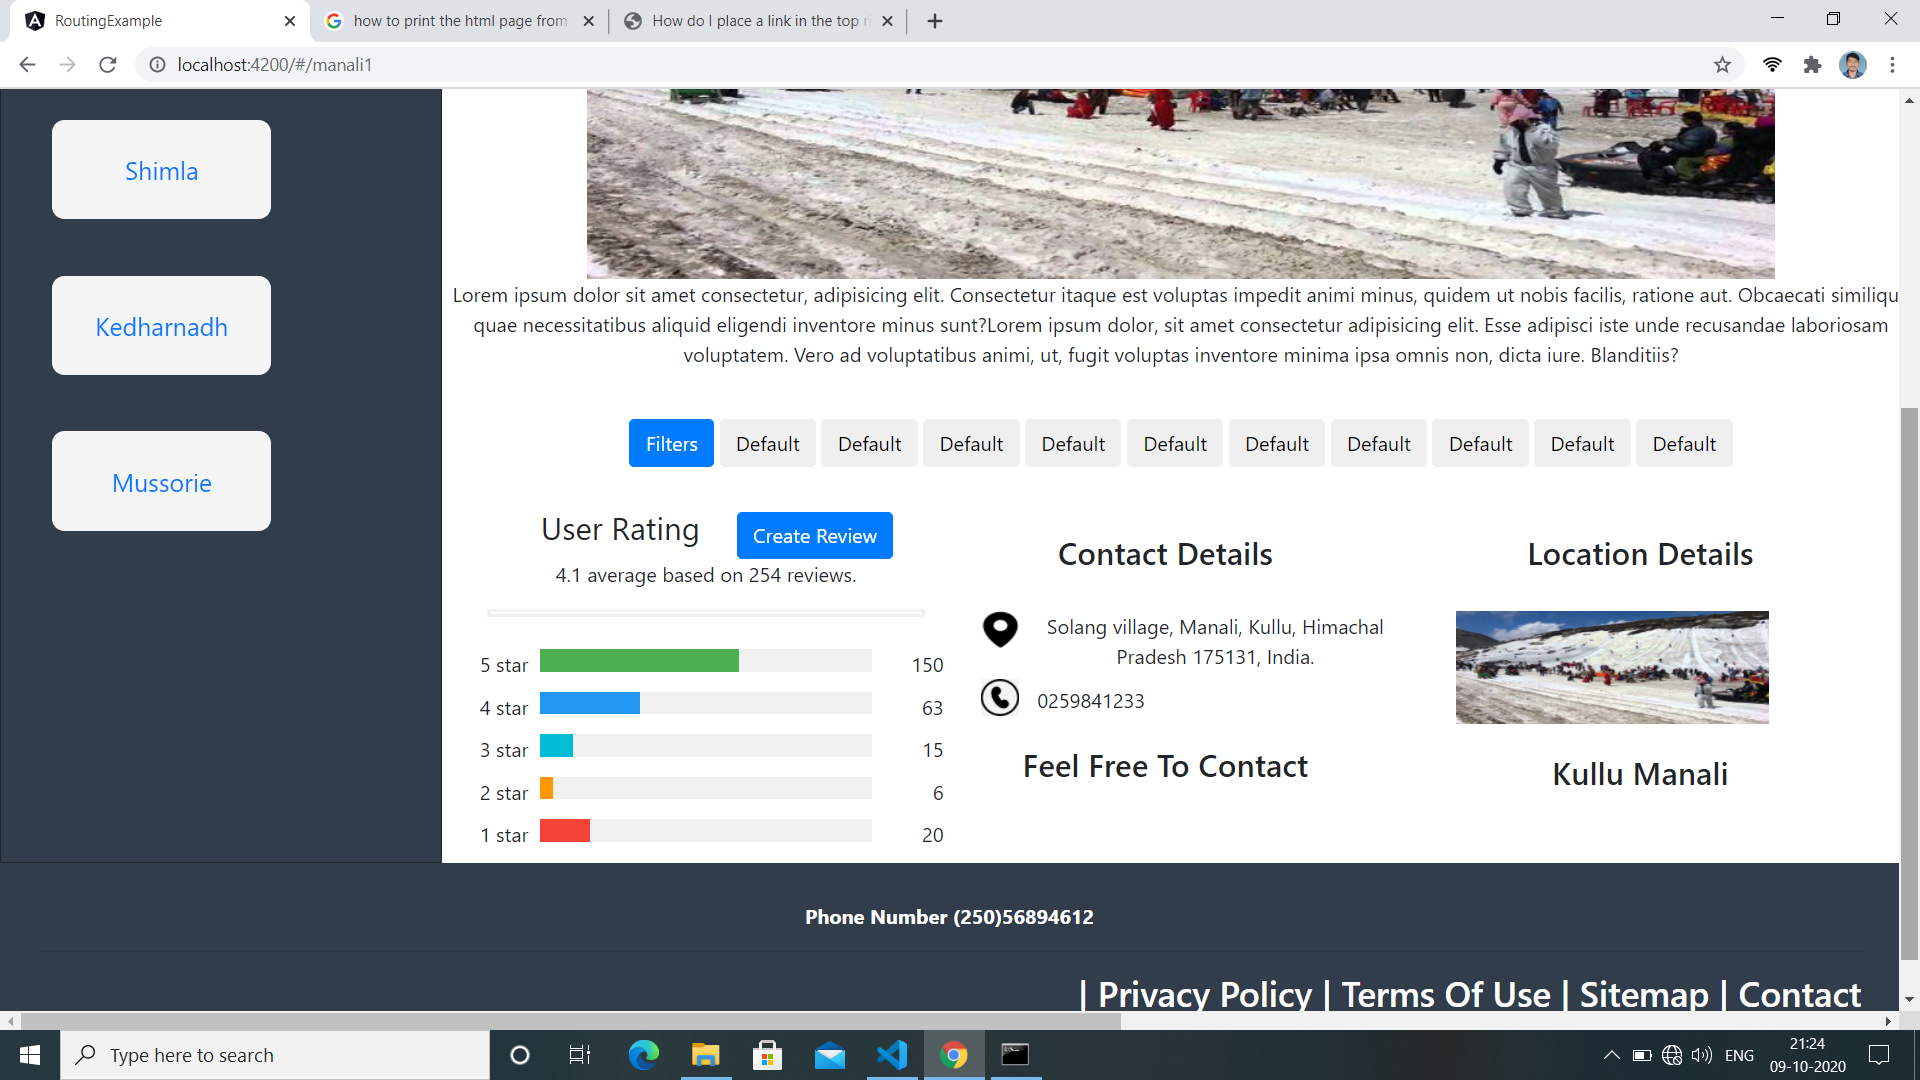 RoutingExample
how to print the html page from
How do I place a link in the top ri
localhost:4200/#/manali1
Shimla
Kedharnadh
Mussorie
Lorem ipsum dolor sit amet consectetur, adipisicing elit. Consectetur itaque est voluptas impedit animi minus, quidem ut nobis facilis, ratione aut. Obcaecati similiqu
quae necessitatibus aliquid eligendi inventore minus sunt?Lorem ipsum dolor, sit amet consectetur adipisicing elit. Esse adipisci iste unde recusandae laboriosam
voluptatem. Vero ad voluptatibus animi, ut, fugit voluptas inventore minima ipsa omnis non, dicta iure. Blanditiis?
Filters Default Default Default Default Default Default Default Default Default Default
User Rating Create Review
4.1 average based on 254 reviews.
5 star 150
4 star 63
3 star 15
2 star 6
1 star 20
Contact Details
Solang village, Manali, Kullu, Himachal
Pradesh 175131, India.
0259841233
Feel Free To Contact
Location Details
Kullu Manali
Phone Number (250)56894612
| Privacy Policy | Terms Of Use | Sitemap | Contact
Type here to search
ENG
21:24
09-10-2020